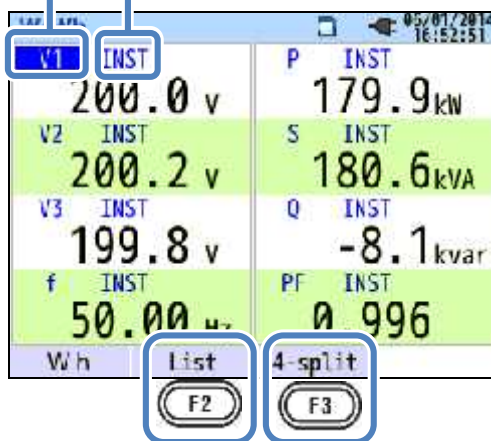 05/01/2014
16:52:51
V1 INST
200.0 V
P INST
179.9kW
V2 INST
200.2 V
S INST
180.6kVA
V3 INST
199.8 V
Q INST
-8.1kvar
f INST
50.00 Hz
PF INST
0.996
Wh
List
4-split
F2
F3